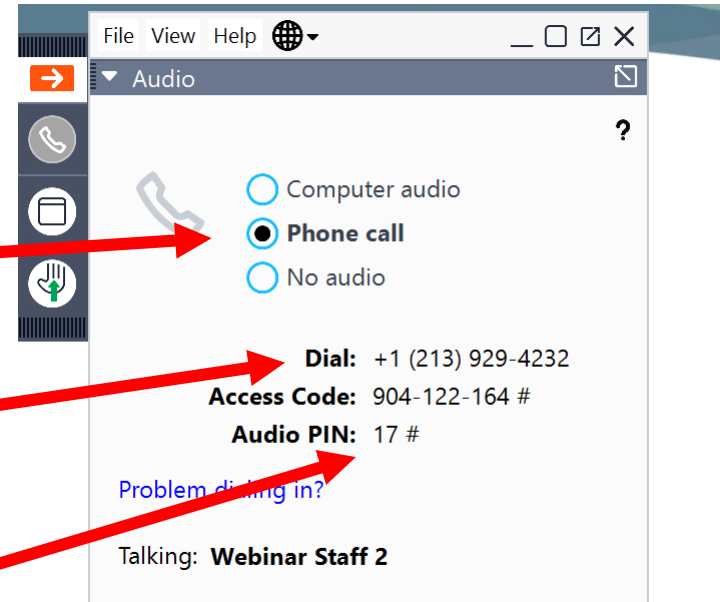 File View Help
Audio
?
Computer audio
Phone call
No audio
Dial: +1 (213) 929-4232
Access Code: 904-122-164 #
Audio PIN: 17 #
Problem dialing in?
Talking: Webinar Staff 2